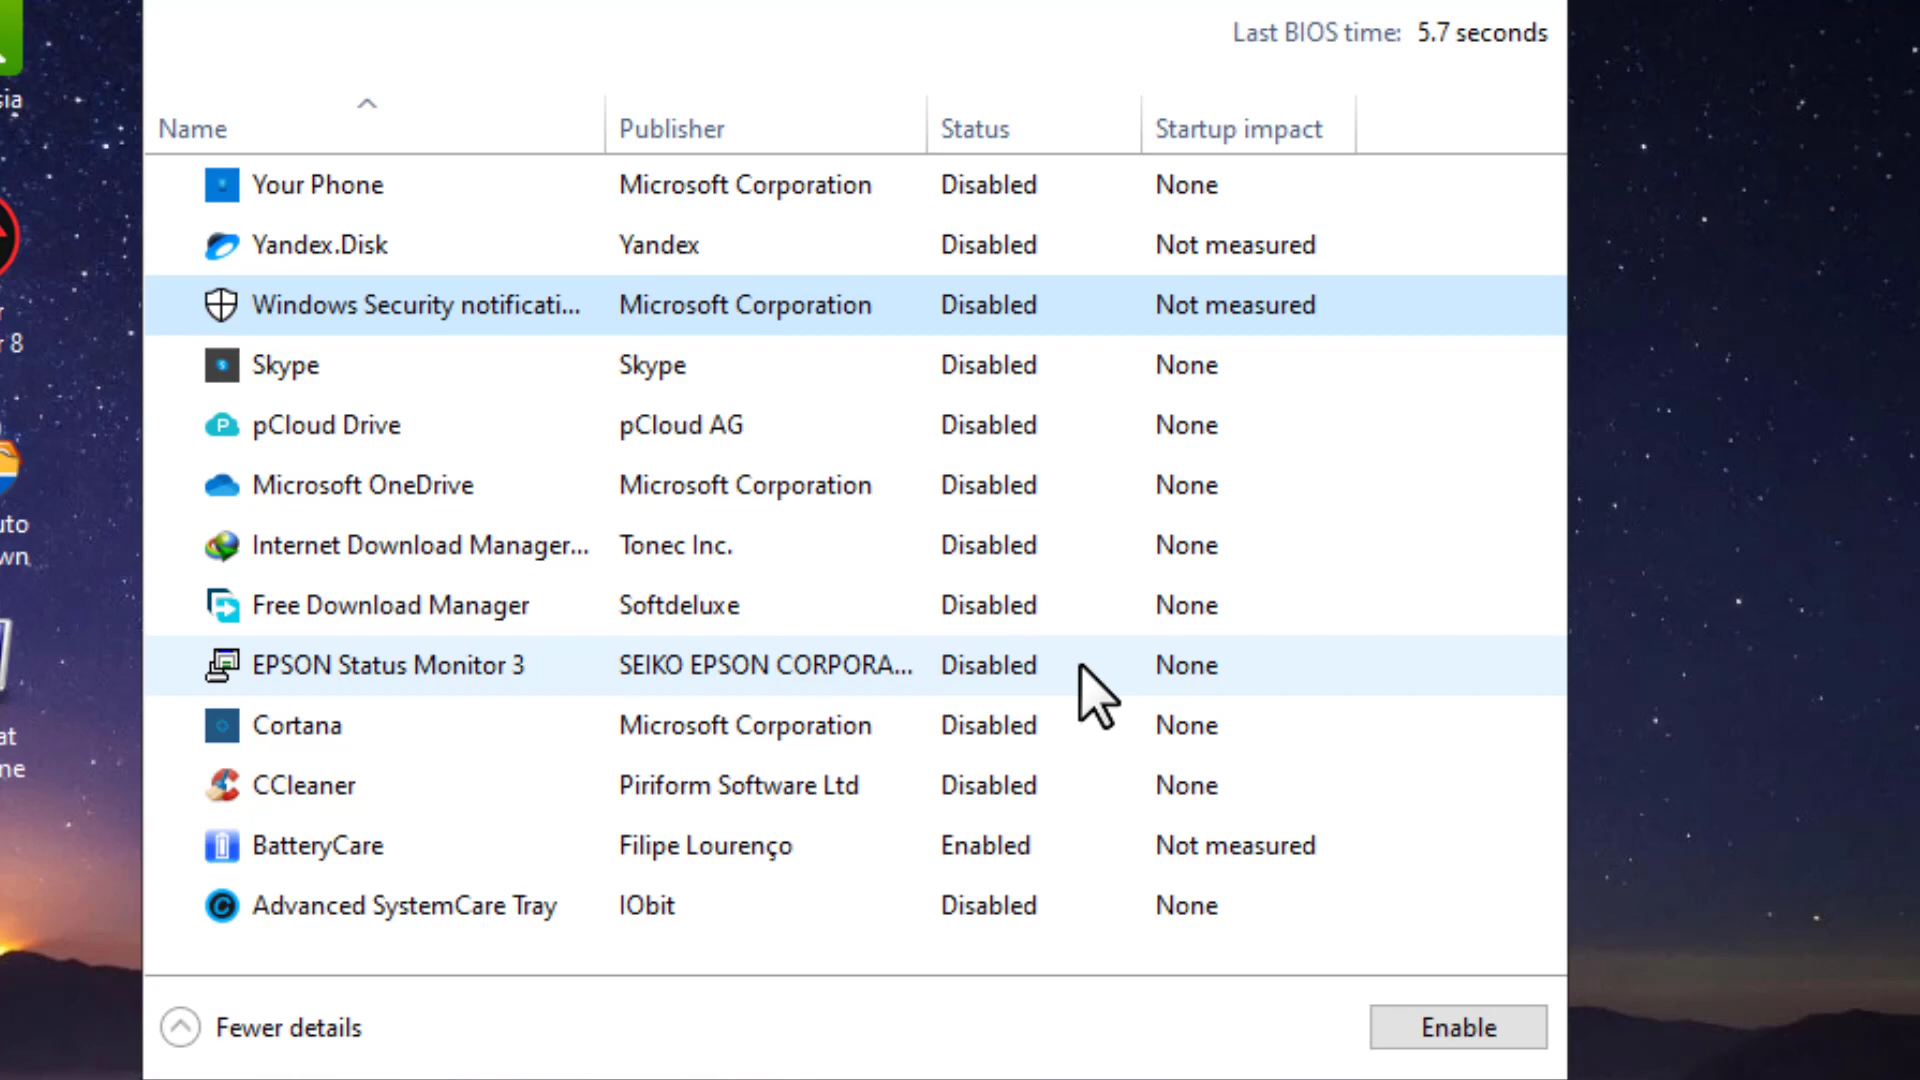 Last BIOS time: 5.7 seconds
Name Publisher Status Startup impact
Your Phone Microsoft Corporation Disabled None
Yandex.Disk Yandex Disabled Not measured
Windows Security notificati... Microsoft Corporation Disabled Not measured
Skype Skype Disabled None
pCloud Drive pCloud AG Disabled None
Microsoft OneDrive Microsoft Corporation Disabled None
Internet Download Manager... Tonec Inc. Disabled None
Free Download Manager Softdeluxe Disabled None
EPSON Status Monitor 3 SEIKO EPSON CORPORA... Disabled None
Cortana Microsoft Corporation Disabled None
CCleaner Piriform Software Ltd Disabled None
BatteryCare Filipe Lourenço Enabled Not measured
Advanced SystemCare Tray IObit Disabled None
Fewer details Enable